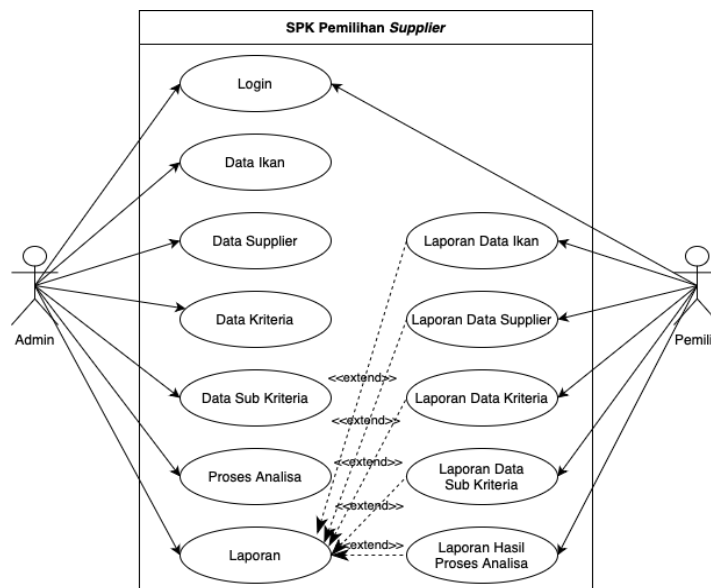 SPK Pemilihan Supplier
Login
Data Ikan
Data Supplier
Laporan Data Ikan
Data Kriteria
Laporan Data Supplier
Admin
Pemili
<<extend>>
Data Sub Kriteria
Laporan Data Kriteria
<<extend>>
<<extend>>
Proses Analisa
Laporan Data
Sub Kriteria
<<extend>>
<<extend>>
Laporan
Laporan Hasil
Proses Analisa